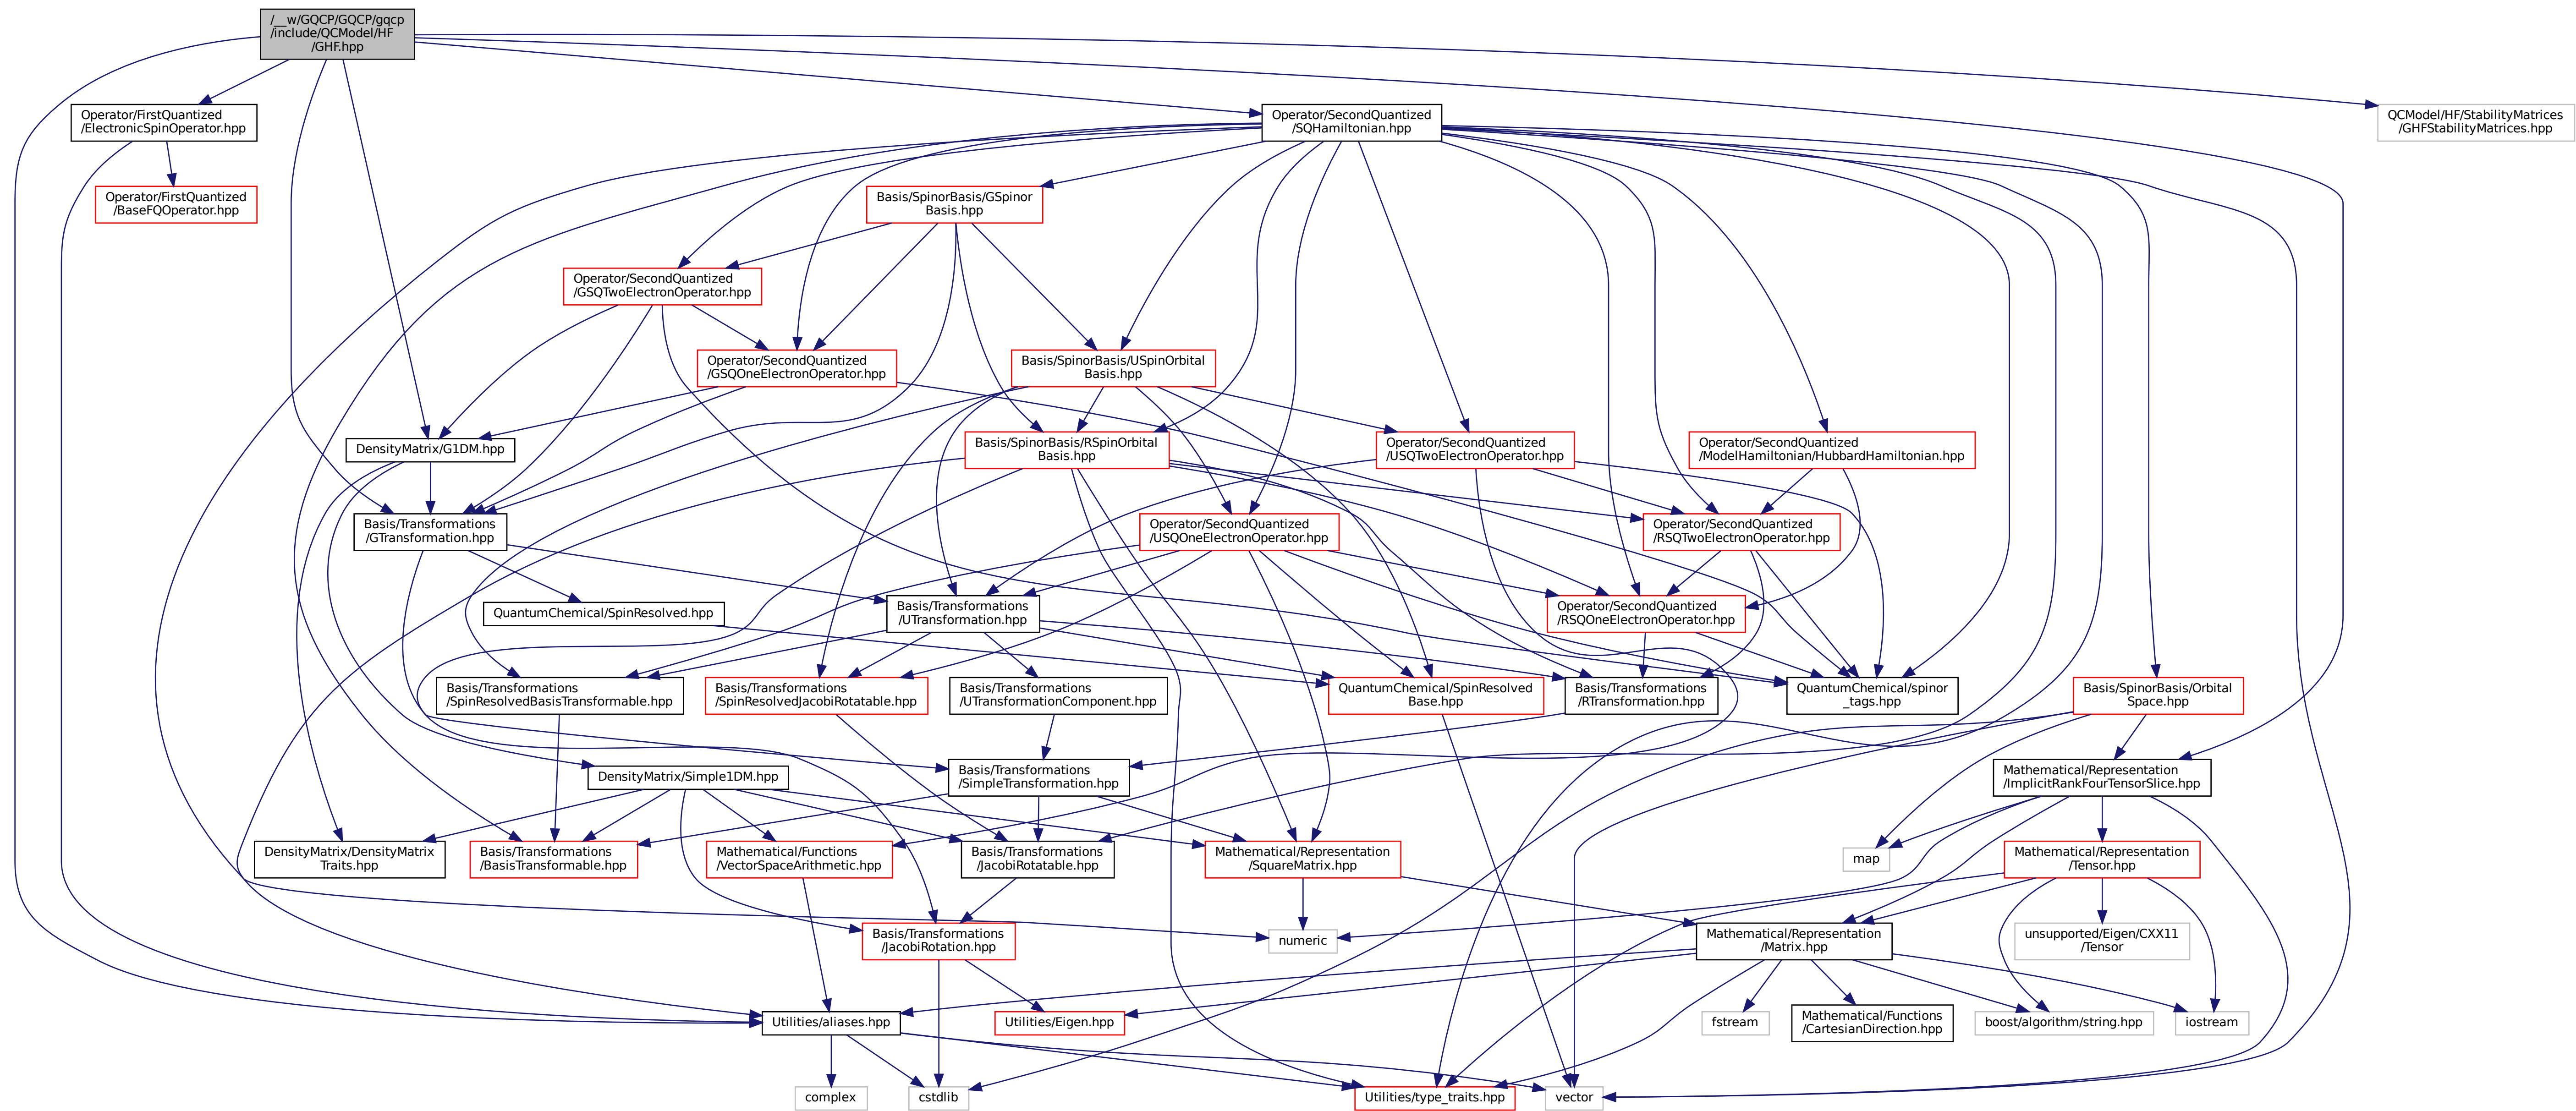 /__w/GQCP/GQCP/gqcp
/include/QCModel/HF
/GHF.hpp
Operator/FirstQuantized
/ElectronicSpinOperator.hpp
Operator/SecondQuantized
/SQHamiltonian.hpp
QCModel/HF/StabilityMatrices
/GHFStabilityMatrices.hpp
Operator/FirstQuantized
/BaseFQOperator.hpp
Basis/SpinorBasis/GSpinor
Basis.hpp
Operator/SecondQuantized
/GSQTwoElectronOperator.hpp
Operator/SecondQuantized
/GSQOneElectronOperator.hpp
Basis/SpinorBasis/USpinOrbital
Basis.hpp
DensityMatrix/G1DM.hpp
Basis/SpinorBasis/RSpinOrbital
Basis.hpp
Operator/SecondQuantized
/USQTwoElectronOperator.hpp
Operator/SecondQuantized
/ModelHamiltonian/HubbardHamiltonian.hpp
Basis/Transformations
/GTransformation.hpp
Operator/SecondQuantized
/USQOneElectronOperator.hpp
Operator/SecondQuantized
/RSQTwoElectronOperator.hpp
QuantumChemical/SpinResolved.hpp
Basis/Transformations
/UTransformation.hpp
Operator/SecondQuantized
/RSQOneElectronOperator.hpp
Basis/Transformations
/SpinResolvedBasisTransformable.hpp
Basis/Transformations
/SpinResolvedJacobiRotatable.hpp
Basis/Transformations
/UTransformationComponent.hpp
QuantumChemical/SpinResolved
Base.hpp
Basis/Transformations
/RTransformation.hpp
QuantumChemical/spinor
_tags.hpp
Basis/SpinorBasis/Orbital
Space.hpp
DensityMatrix/Simple1DM.hpp
Basis/Transformations
/SimpleTransformation.hpp
Mathematical/Representation
/ImplicitRankFourTensorSlice.hpp
DensityMatrix/DensityMatrix
Traits.hpp
Basis/Transformations
/BasisTransformable.hpp
Mathematical/Functions
/VectorSpaceArithmetic.hpp
Basis/Transformations
/JacobiRotatable.hpp
Mathematical/Representation
/SquareMatrix.hpp
map
Mathematical/Representation
/Tensor.hpp
Basis/Transformations
/JacobiRotation.hpp
numeric
Mathematical/Representation
/Matrix.hpp
unsupported/Eigen/CXX11
/Tensor
Utilities/aliases.hpp
Utilities/Eigen.hpp
fstream
Mathematical/Functions
/CartesianDirection.hpp
boost/algorithm/string.hpp
iostream
complex
cstdlib
Utilities/type_traits.hpp
vector